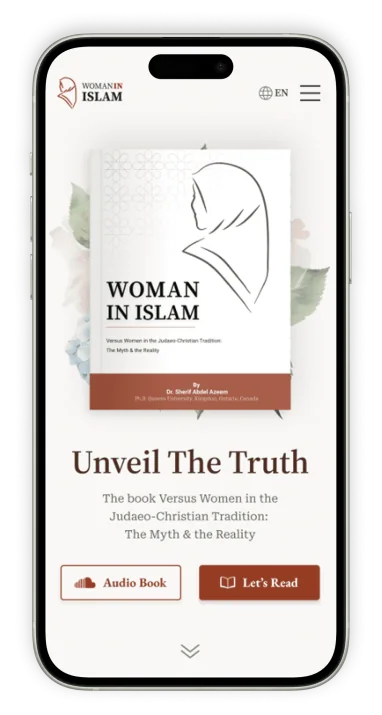 WOMANIN
ISLAM
EN
WOMAN
IN ISLAM
Versus Women in the Judaeo-Christian Tradition:
The Myth & the Reality
By
Dr. Sherif Abdel Azeem
Ph.D. Queens University, Kingston, Ontario, Canada
Unveil The Truth
The book Versus Women in the
Judaeo-Christian Tradition:
The Myth & the Reality
Audio Book
Let's Read